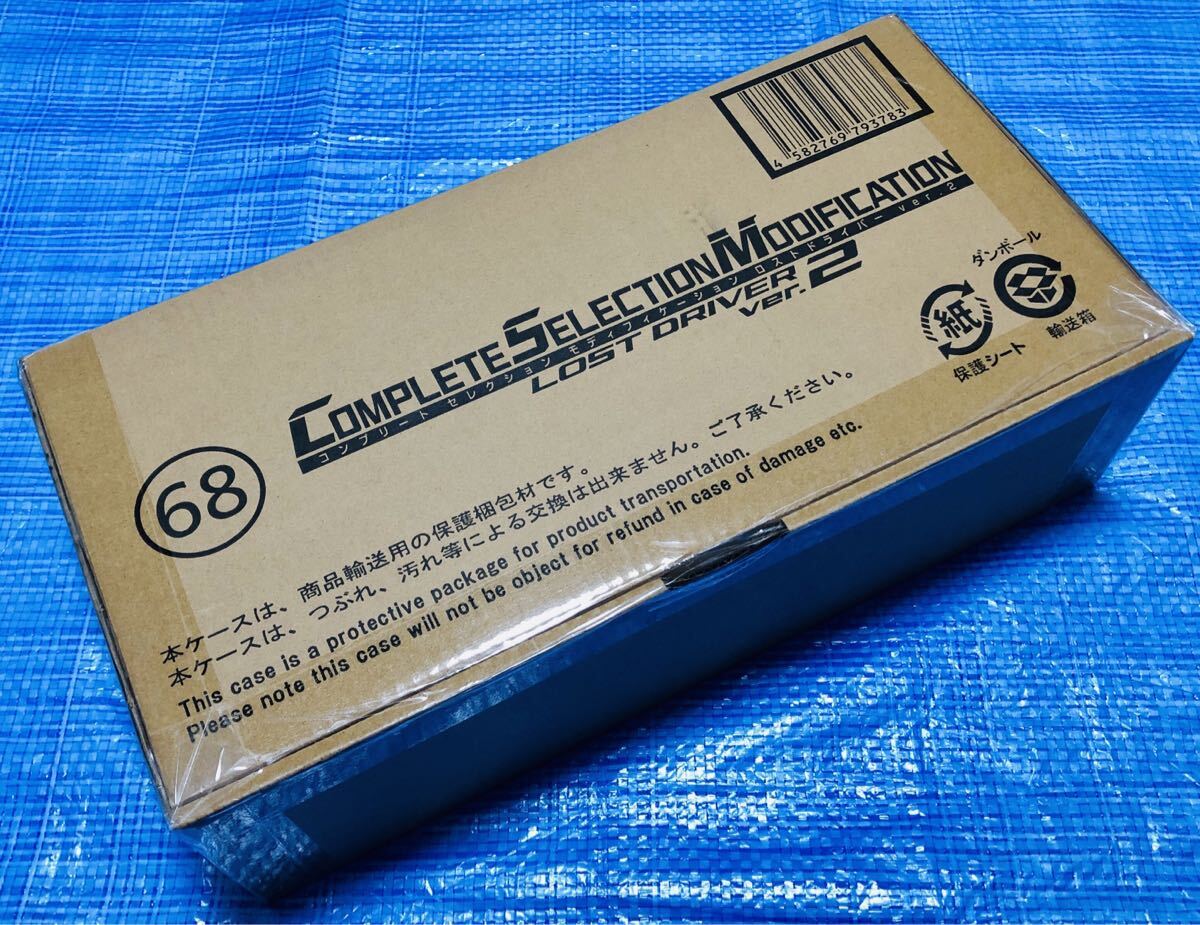 4 582769 793783
COMPLETE SELECTION MODIFICATION
コンプリート セレクション モディフィケーション ロストドライバー ver.2
LOST DRIVER
ver.2
ダンボール
輸送箱
紙
保護シート
68
本ケースは、商品輸送用の保護梱包材です。
本ケースは、つぶれ、汚れ等による交換は出来ません。ご了承ください。
This case is a protective package for product transportation.
Please note this case will not be object for refund in case of damage etc.